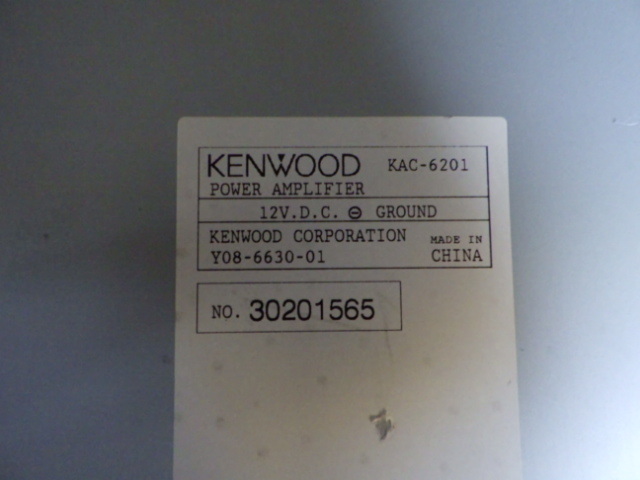 KENWOOD KAC-6201
POWER AMPLIFIER
12V.D.C. ⊖ GROUND
KENWOOD CORPORATION MADE IN
Y08-6630-01 CHINA
NO. 30201565